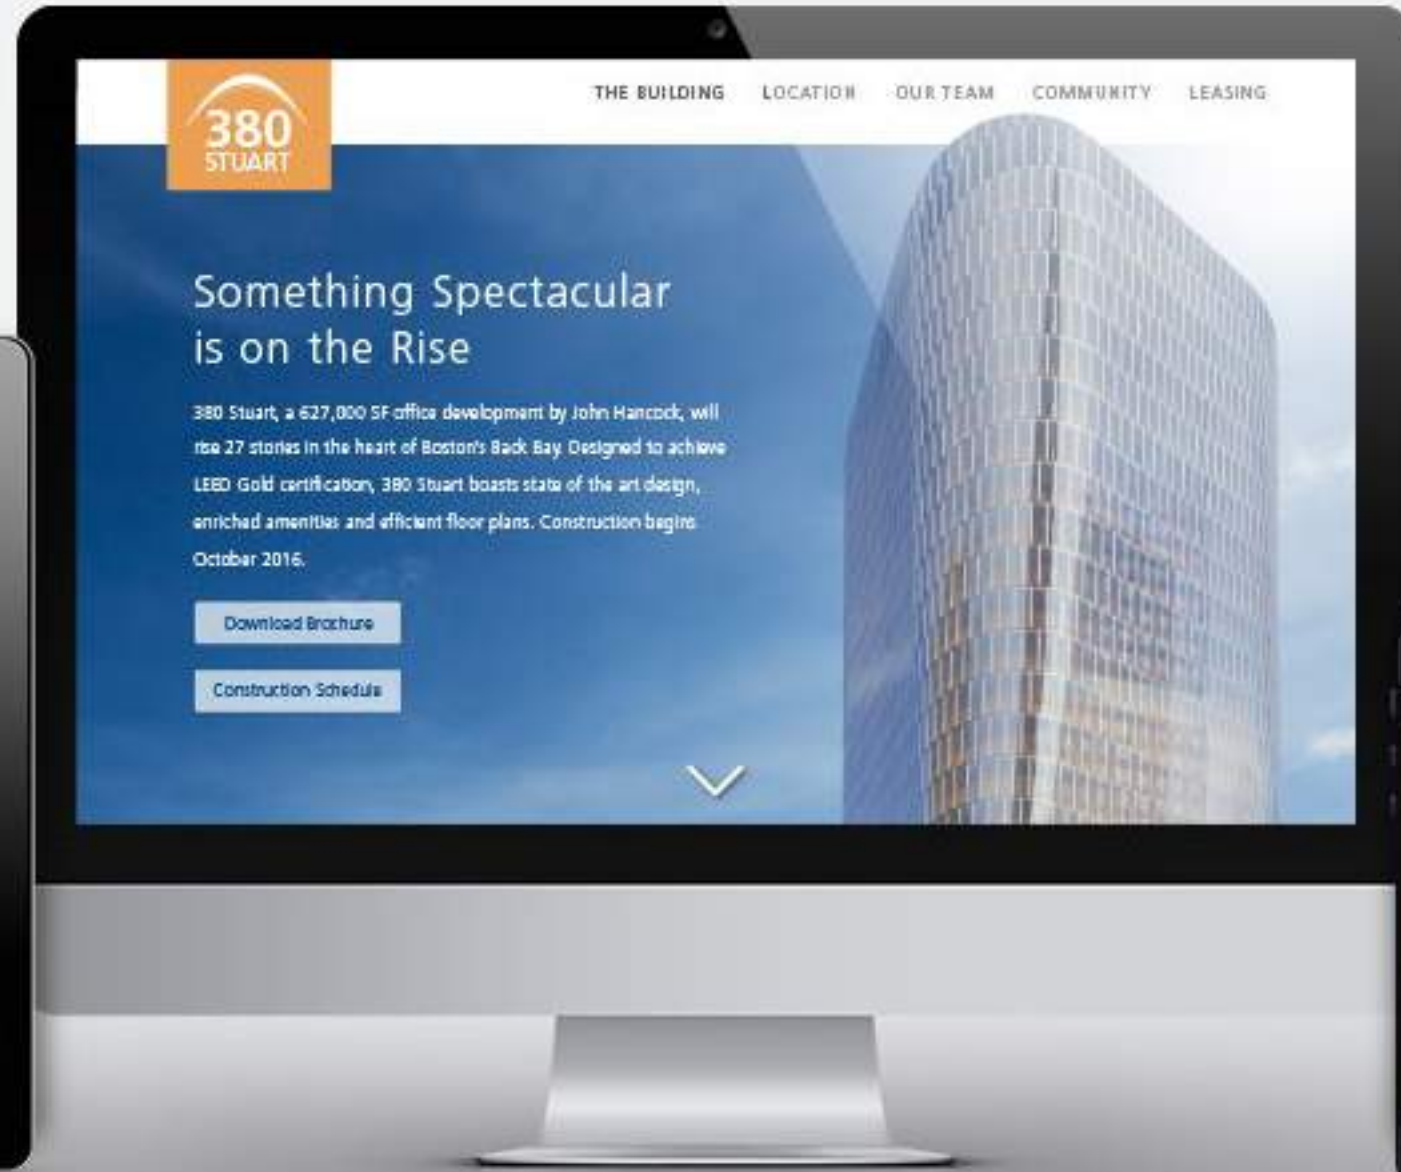 380
STUART
THE BUILDING LOCATION OUR TEAM COMMUNITY LEASING
Something Spectacular
is on the Rise
380 Stuart, a 627,000 SF office development by John Hancock, will
rise 27 stories in the heart of Boston's Back Bay. Designed to achieve
LEED Gold certification, 380 Stuart boasts state of the art design,
enriched amenities and efficient floor plans. Construction begins
October 2016.
Download Brochure
Construction Schedule